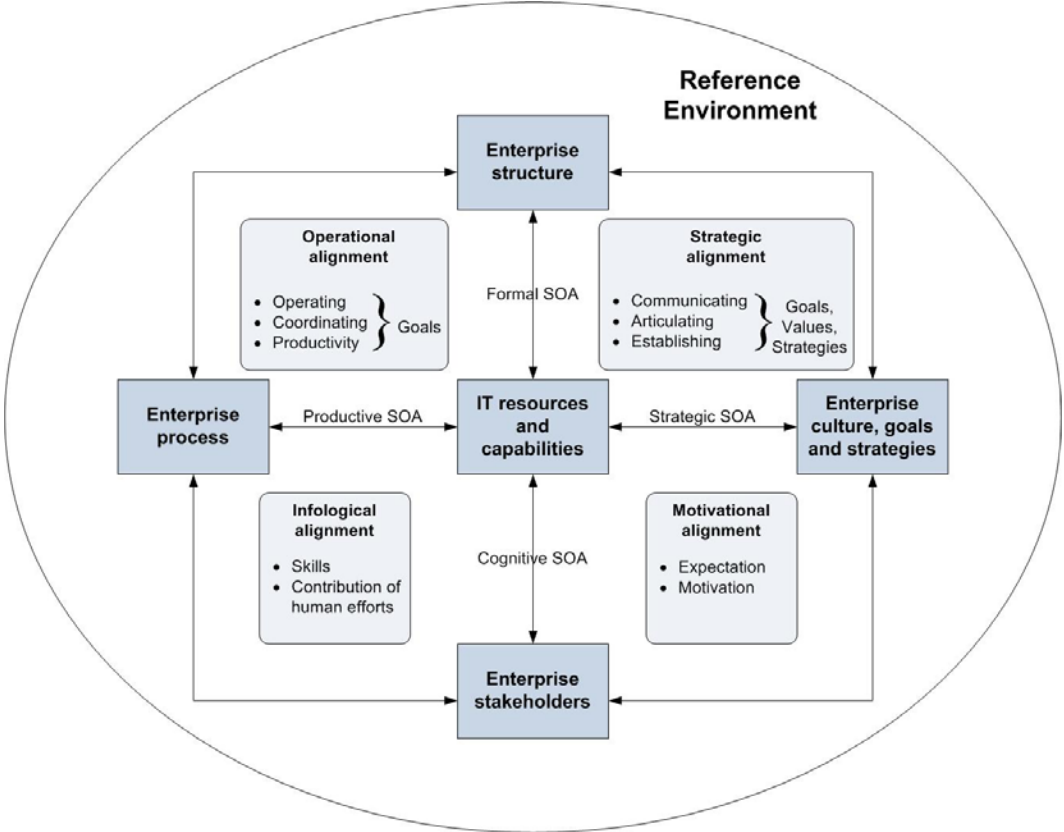 Reference
Environment
Enterprise
structure
Operational
alignment
• Operating
• Coordinating
• Productivity
} Goals
Formal SOA
Strategic
alignment
• Communicating
• Articulating
• Establishing
} Goals,
Values,
Strategies
Enterprise
process
Productive SOA
IT resources
and
capabilities
Strategic SOA
Enterprise
culture, goals
and strategies
Infological
alignment
• Skills
• Contribution of
human efforts
Cognitive SOA
Motivational
alignment
• Expectation
• Motivation
Enterprise
stakeholders